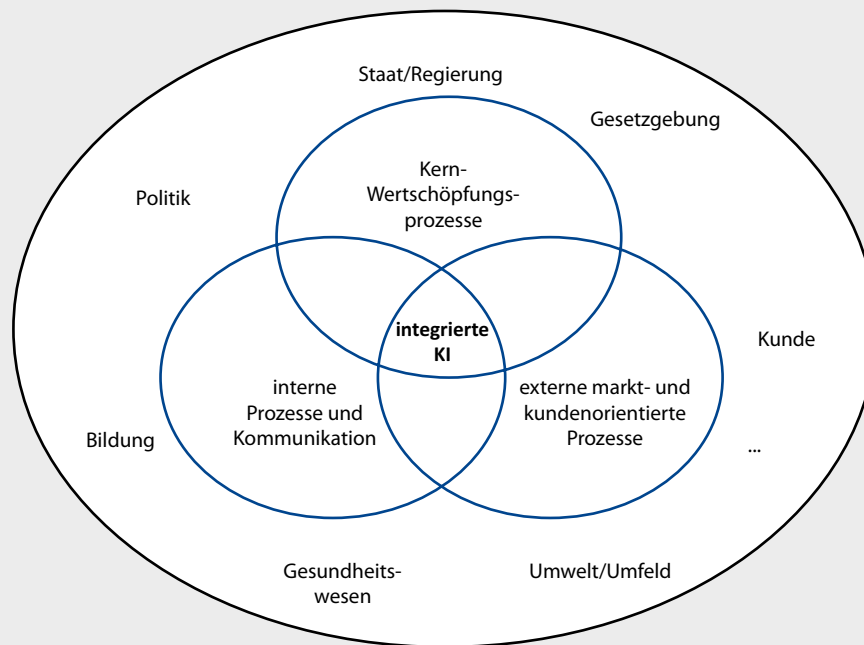 Staat/Regierung
Gesetzgebung
Politik
Kern-
Wertschöpfungs-
prozesse
integrierte
KI
Kunde
interne
Prozesse und
Kommunikation
externe markt- und
kundenorientierte
Prozesse
Bildung
...
Gesundheits-
wesen
Umwelt/Umfeld